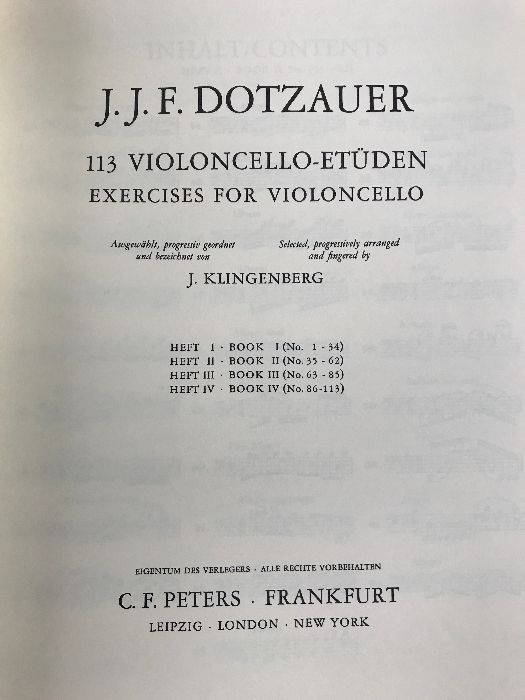 INHALT/CONTENTS
J. J. F. DOTZAUER
113 VIOLONCELLO-ETÜDEN
EXERCISES FOR VIOLONCELLO
Ausgewählt, progressiv geordnet
und bezeichnet von
Selected, progressively arranged
and fingered by
J. KLINGENBERG
HEFT I · BOOK I (No. 1 - 34)
HEFT II · BOOK II (No. 35 - 62)
HEFT III · BOOK III (No. 63 - 85)
HEFT IV · BOOK IV (No. 86-113)
EIGENTUM DES VERLEGERS · ALLE RECHTE VORBEHALTEN
C. F. PETERS · FRANKFURT
LEIPZIG · LONDON · NEW YORK